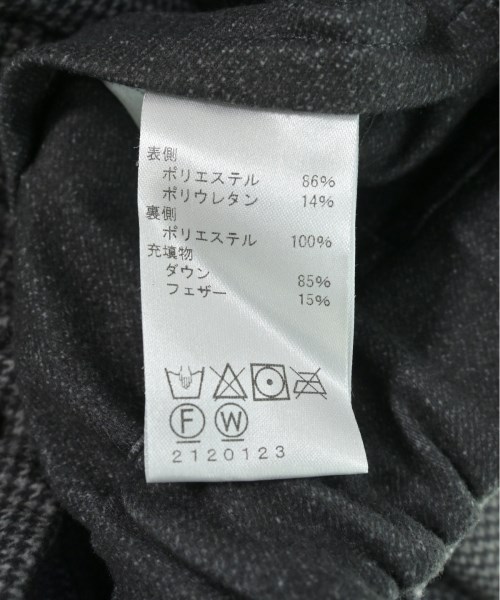 表側
ポリエステル 86%
ポリウレタン 14%
裏側
ポリエステル 100%
充填物
ダウン 85%
フェザー 15%
F W
2120123